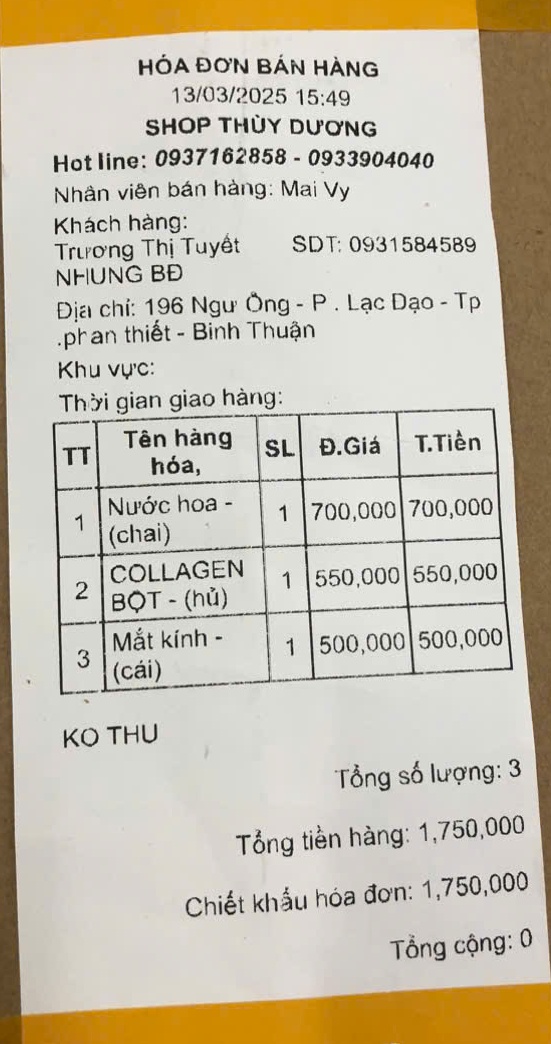 HÓA ĐƠN BÁN HÀNG
13/03/2025 15:49
SHOP THÙY DƯƠNG
Hot line: 0937162858 - 0933904040
Nhân viên bán hàng: Mai Vy
Khách hàng:
Trương Thị Tuyết SDT: 0931584589
NHUNG BĐ
Địa chỉ: 196 Ngư Ông - P . Lạc Đạo - Tp
.phan thiết - Bình Thuận
Khu vực:
Thời gian giao hàng:
TT Tên hàng hóa, SL Đ.Giá T.Tiền
1 Nước hoa - (chai) 1 700,000 700,000
2 COLLAGEN BỘT - (hủ) 1 550,000 550,000
3 Mắt kính - (cái) 1 500,000 500,000
KO THU
Tổng số lượng: 3
Tổng tiền hàng: 1,750,000
Chiết khấu hóa đơn: 1,750,000
Tổng cộng: 0